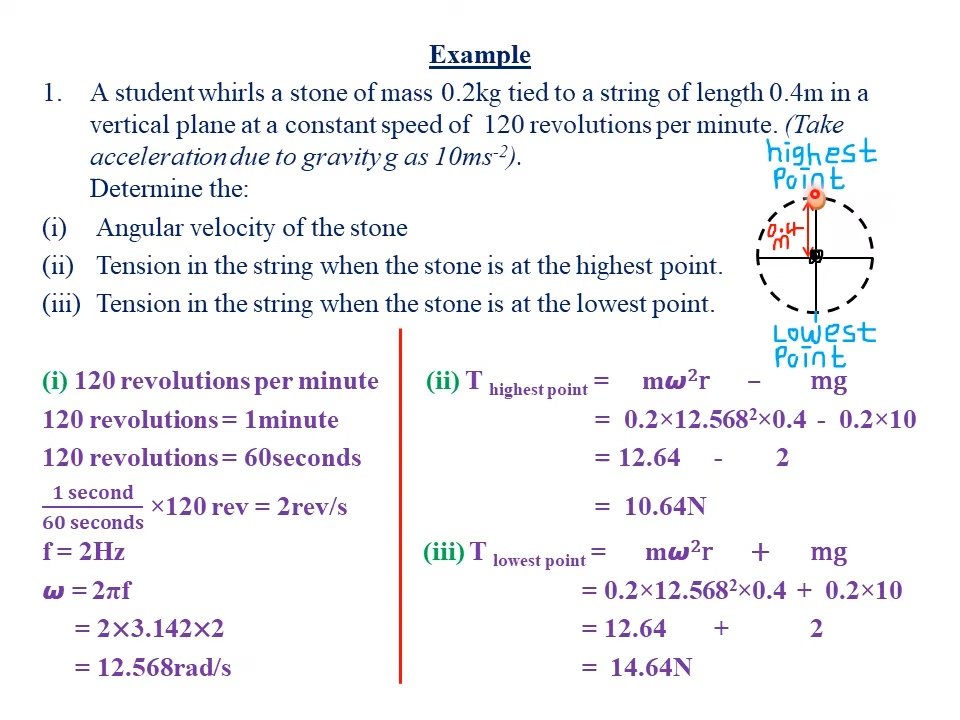 Example
1. A student whirls a stone of mass 0.2kg tied to a string of length 0.4m in a
vertical plane at a constant speed of 120 revolutions per minute. (Take
acceleration due to gravity g as 10ms⁻²).
Determine the:
(i) Angular velocity of the stone
(ii) Tension in the string when the stone is at the highest point.
(iii) Tension in the string when the stone is at the lowest point.
highest
Point
0.4
m
Lowest
Point
(i) 120 revolutions per minute
120 revolutions = 1minute
120 revolutions = 60seconds
1 second
60 seconds
×120 rev = 2rev/s
f = 2Hz
ω = 2πf
= 2×3.142×2
= 12.568rad/s
(ii) T highest point = mω²r − mg
= 0.2×12.568²×0.4 - 0.2×10
= 12.64 - 2
= 10.64N
(iii) T lowest point = mω²r + mg
= 0.2×12.568²×0.4 + 0.2×10
= 12.64 + 2
= 14.64N